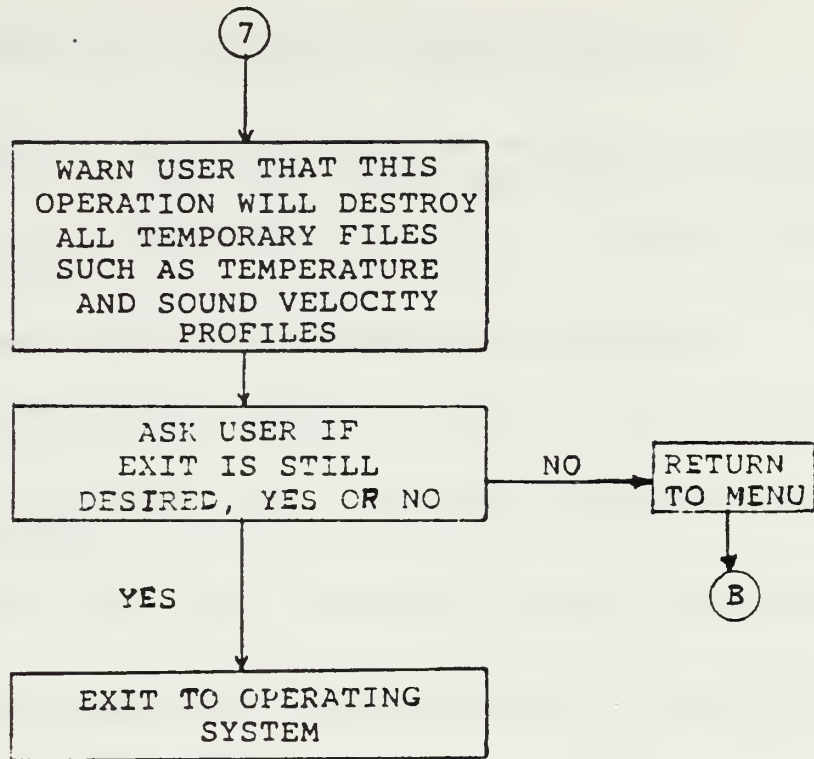 7
WARN USER THAT THIS
OPERATION WILL DESTROY
ALL TEMPORARY FILES
SUCH AS TEMPERATURE
AND SOUND VELOCITY
PROFILES
ASK USER IF
EXIT IS STILL
DESIRED, YES OR NO
NO
RETURN
TO MENU
B
YES
EXIT TO OPERATING
SYSTEM